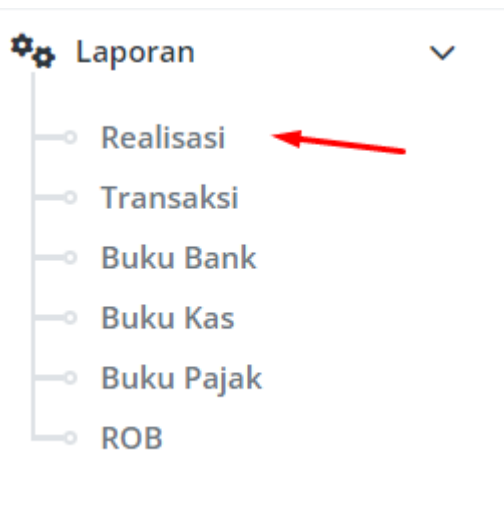 Laporan
Realisasi
Transaksi
Buku Bank
Buku Kas
Buku Pajak
ROB